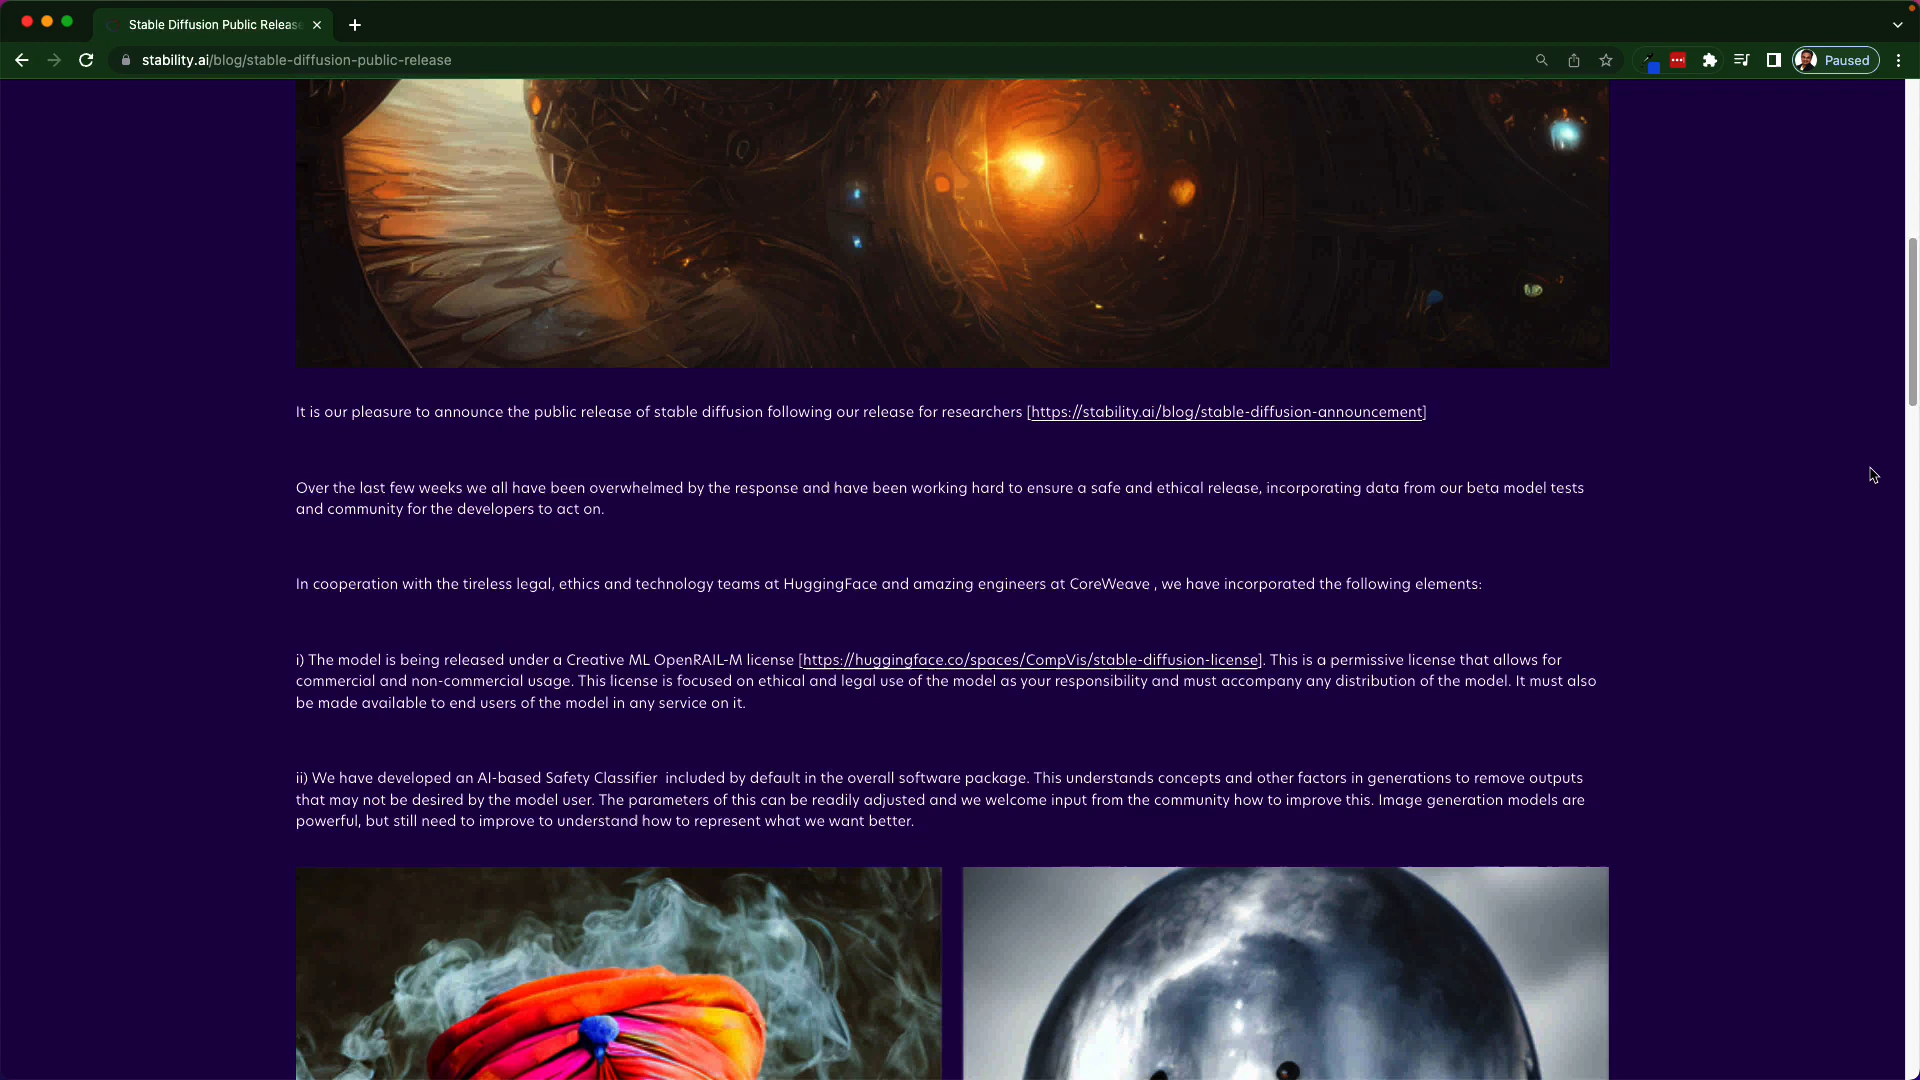 Stable Diffusion Public Release
stability.ai/blog/stable-diffusion-public-release
Paused
It is our pleasure to announce the public release of stable diffusion following our release for researchers [https://stability.ai/blog/stable-diffusion-announcement]
Over the last few weeks we all have been overwhelmed by the response and have been working hard to ensure a safe and ethical release, incorporating data from our beta model tests
and community for the developers to act on.
In cooperation with the tireless legal, ethics and technology teams at HuggingFace and amazing engineers at CoreWeave , we have incorporated the following elements:
i) The model is being released under a Creative ML OpenRAIL-M license [https://huggingface.co/spaces/CompVis/stable-diffusion-license]. This is a permissive license that allows for
commercial and non-commercial usage. This license is focused on ethical and legal use of the model as your responsibility and must accompany any distribution of the model. It must also
be made available to end users of the model in any service on it.
ii) We have developed an AI-based Safety Classifier  included by default in the overall software package. This understands concepts and other factors in generations to remove outputs
that may not be desired by the model user. The parameters of this can be readily adjusted and we welcome input from the community how to improve this. Image generation models are
powerful, but still need to improve to understand how to represent what we want better.